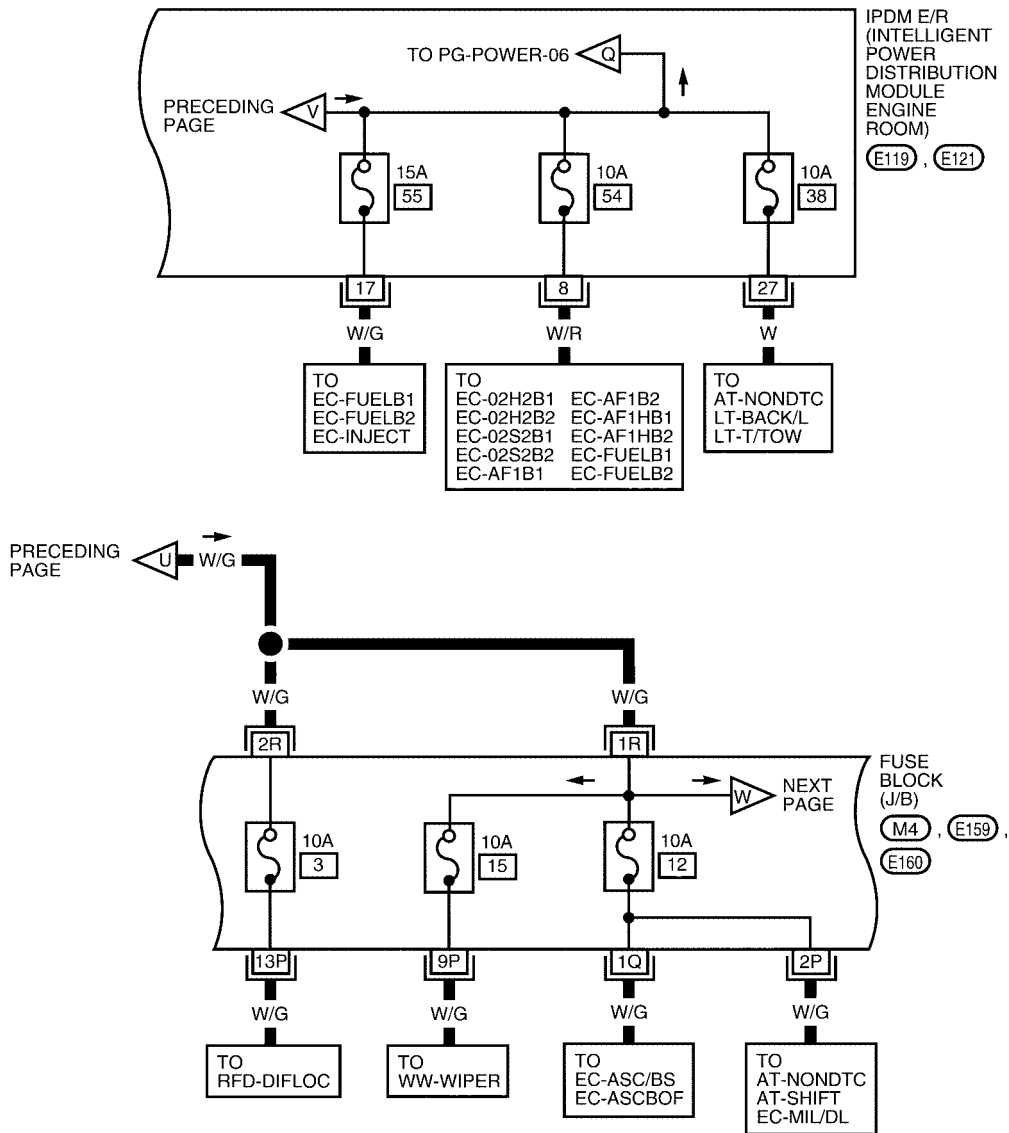 IPDM E/R
(INTELLIGENT
POWER
DISTRIBUTION
MODULE
ENGINE
ROOM)
E119 , E121
TO PG-POWER-06
Q
PRECEDING
PAGE
V
15A
55
10A
54
10A
38
17
8
27
W/G
W/R
W
TO
EC-FUELB1
EC-FUELB2
EC-INJECT
TO
EC-02H2B1 EC-AF1B2
EC-02H2B2 EC-AF1HB1
EC-02S2B1 EC-AF1HB2
EC-02S2B2 EC-FUELB1
EC-AF1B1 EC-FUELB2
TO
AT-NONDTC
LT-BACK/L
LT-T/TOW
PRECEDING
PAGE
U
W/G
W/G
W/G
2R
1R
FUSE
BLOCK
(J/B)
M4 , E159 ,
E160
W
NEXT
PAGE
10A
3
10A
15
10A
12
13P
9P
1Q
2P
W/G
W/G
W/G
W/G
TO
RFD-DIFLOC
TO
WW-WIPER
TO
EC-ASC/BS
EC-ASCBOF
TO
AT-NONDTC
AT-SHIFT
EC-MIL/DL